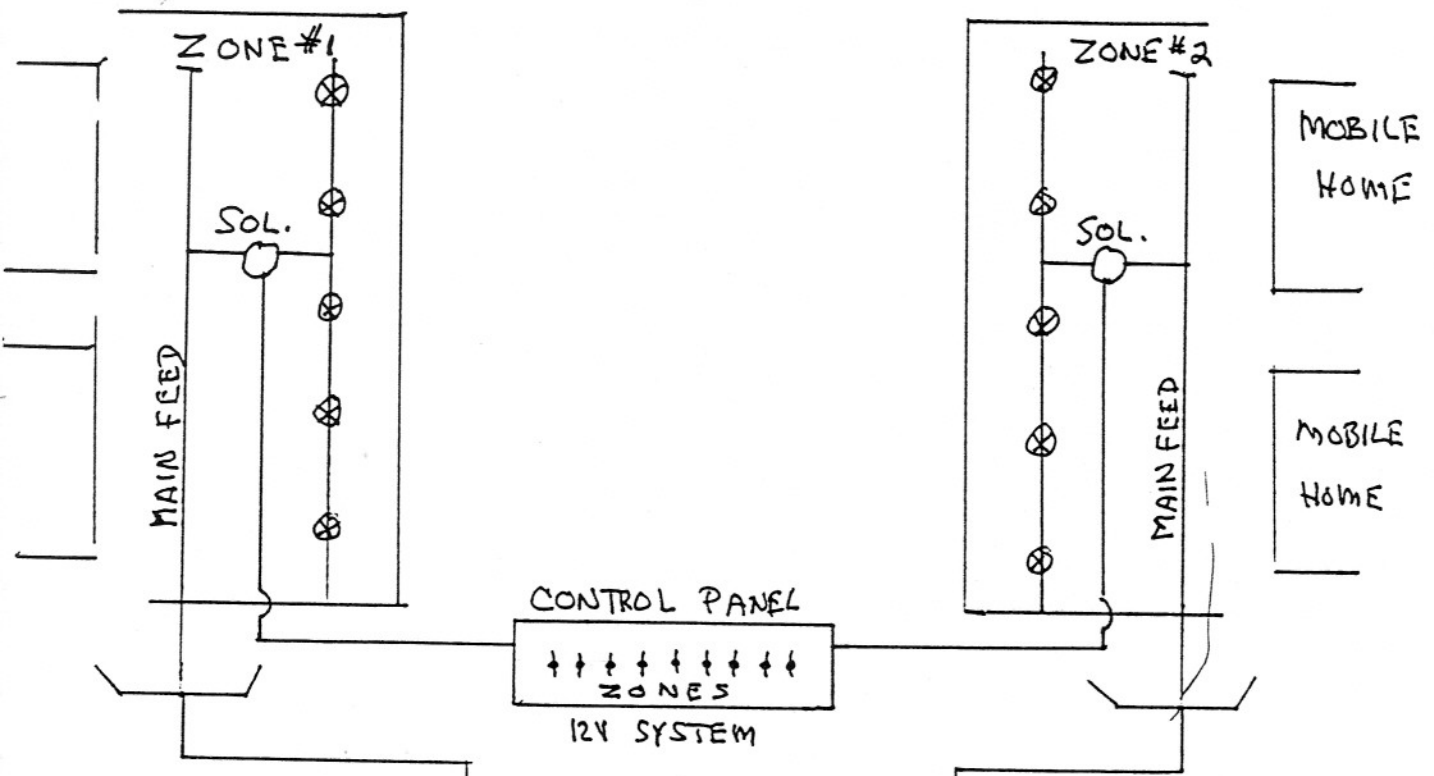 ZONE #1
ZONE #2
MOBILE
HOME
SOL.
SOL.
MAIN FEED
MAIN FEED
MOBILE
HOME
CONTROL PANEL
ZONES
12V SYSTEM